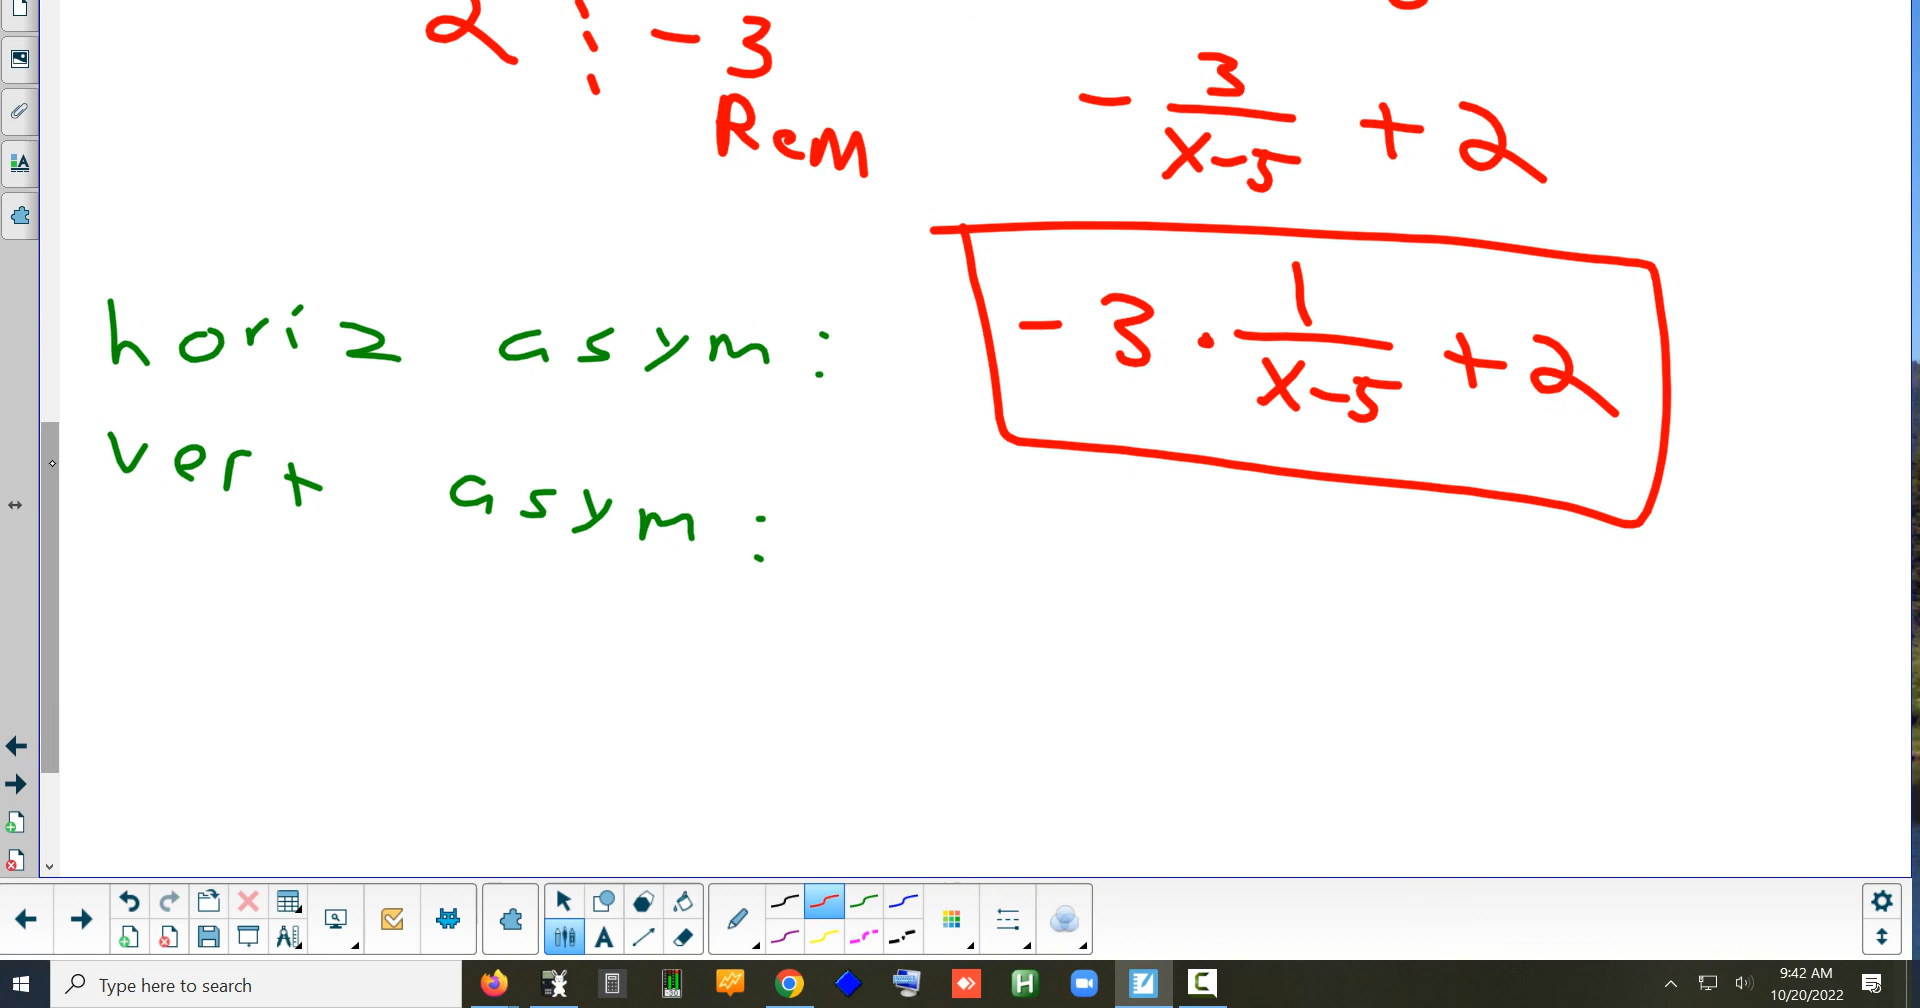 2 - 3
Rem
- 3/(x-5) + 2
horiz asym:
- 3 · 1/(x-5) + 2
vert asym:
Type here to search
9:42 AM
10/20/2022